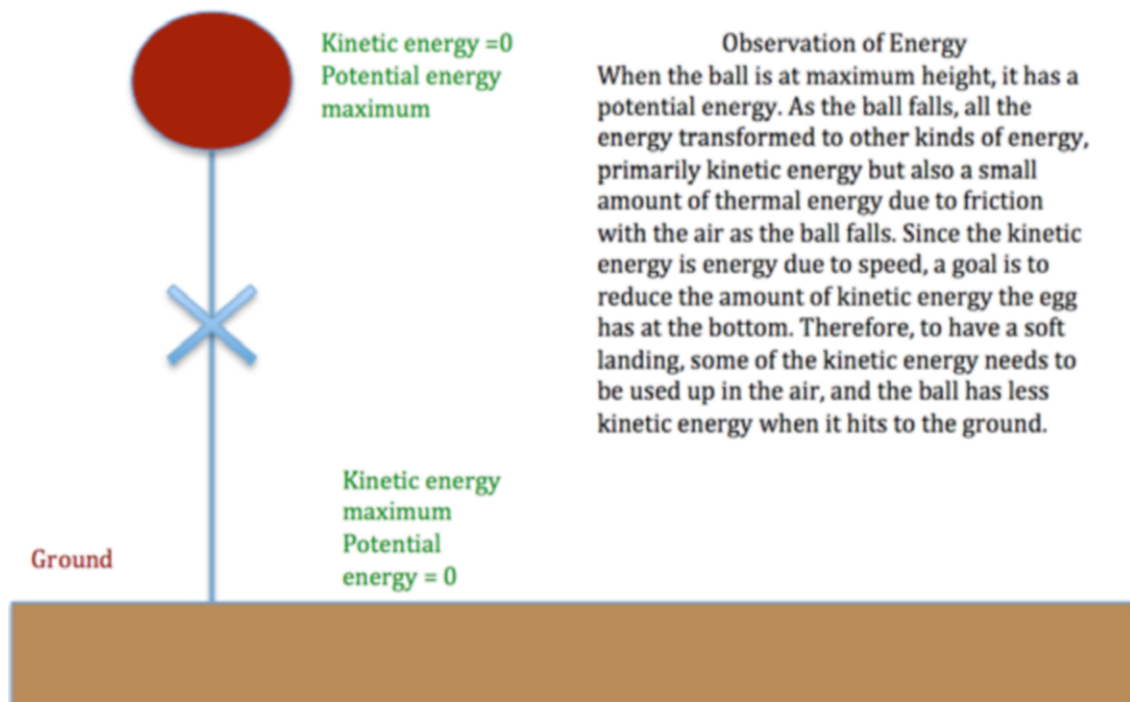 Kinetic energy =0
Potential energy
maximum
Observation of Energy
When the ball is at maximum height, it has a
potential energy. As the ball falls, all the
energy transformed to other kinds of energy,
primarily kinetic energy but also a small
amount of thermal energy due to friction
with the air as the ball falls. Since the kinetic
energy is energy due to speed, a goal is to
reduce the amount of kinetic energy the egg
has at the bottom. Therefore, to have a soft
landing, some of the kinetic energy needs to
be used up in the air, and the ball has less
kinetic energy when it hits to the ground.
Kinetic energy
maximum
Potential
energy = 0
Ground